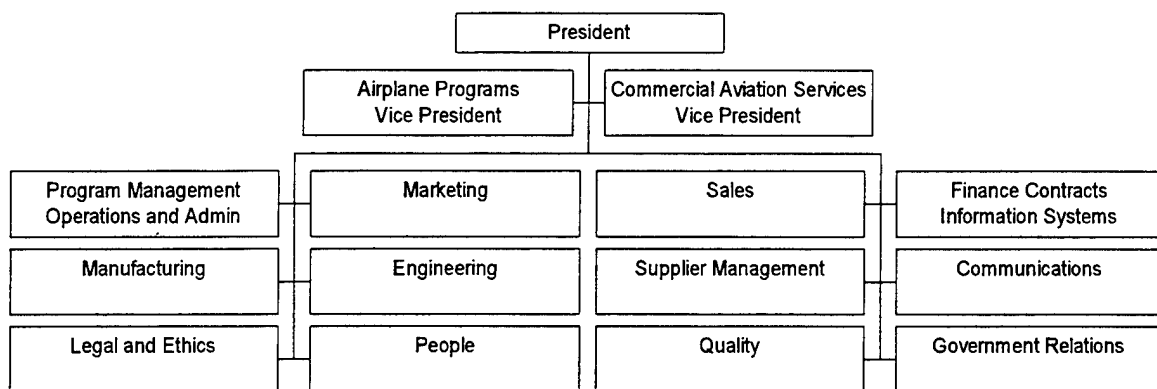 President
Airplane Programs
Vice President
Commercial Aviation Services
Vice President
Program Management
Operations and Admin
Marketing
Sales
Finance Contracts
Information Systems
Manufacturing
Engineering
Supplier Management
Communications
Legal and Ethics
People
Quality
Government Relations